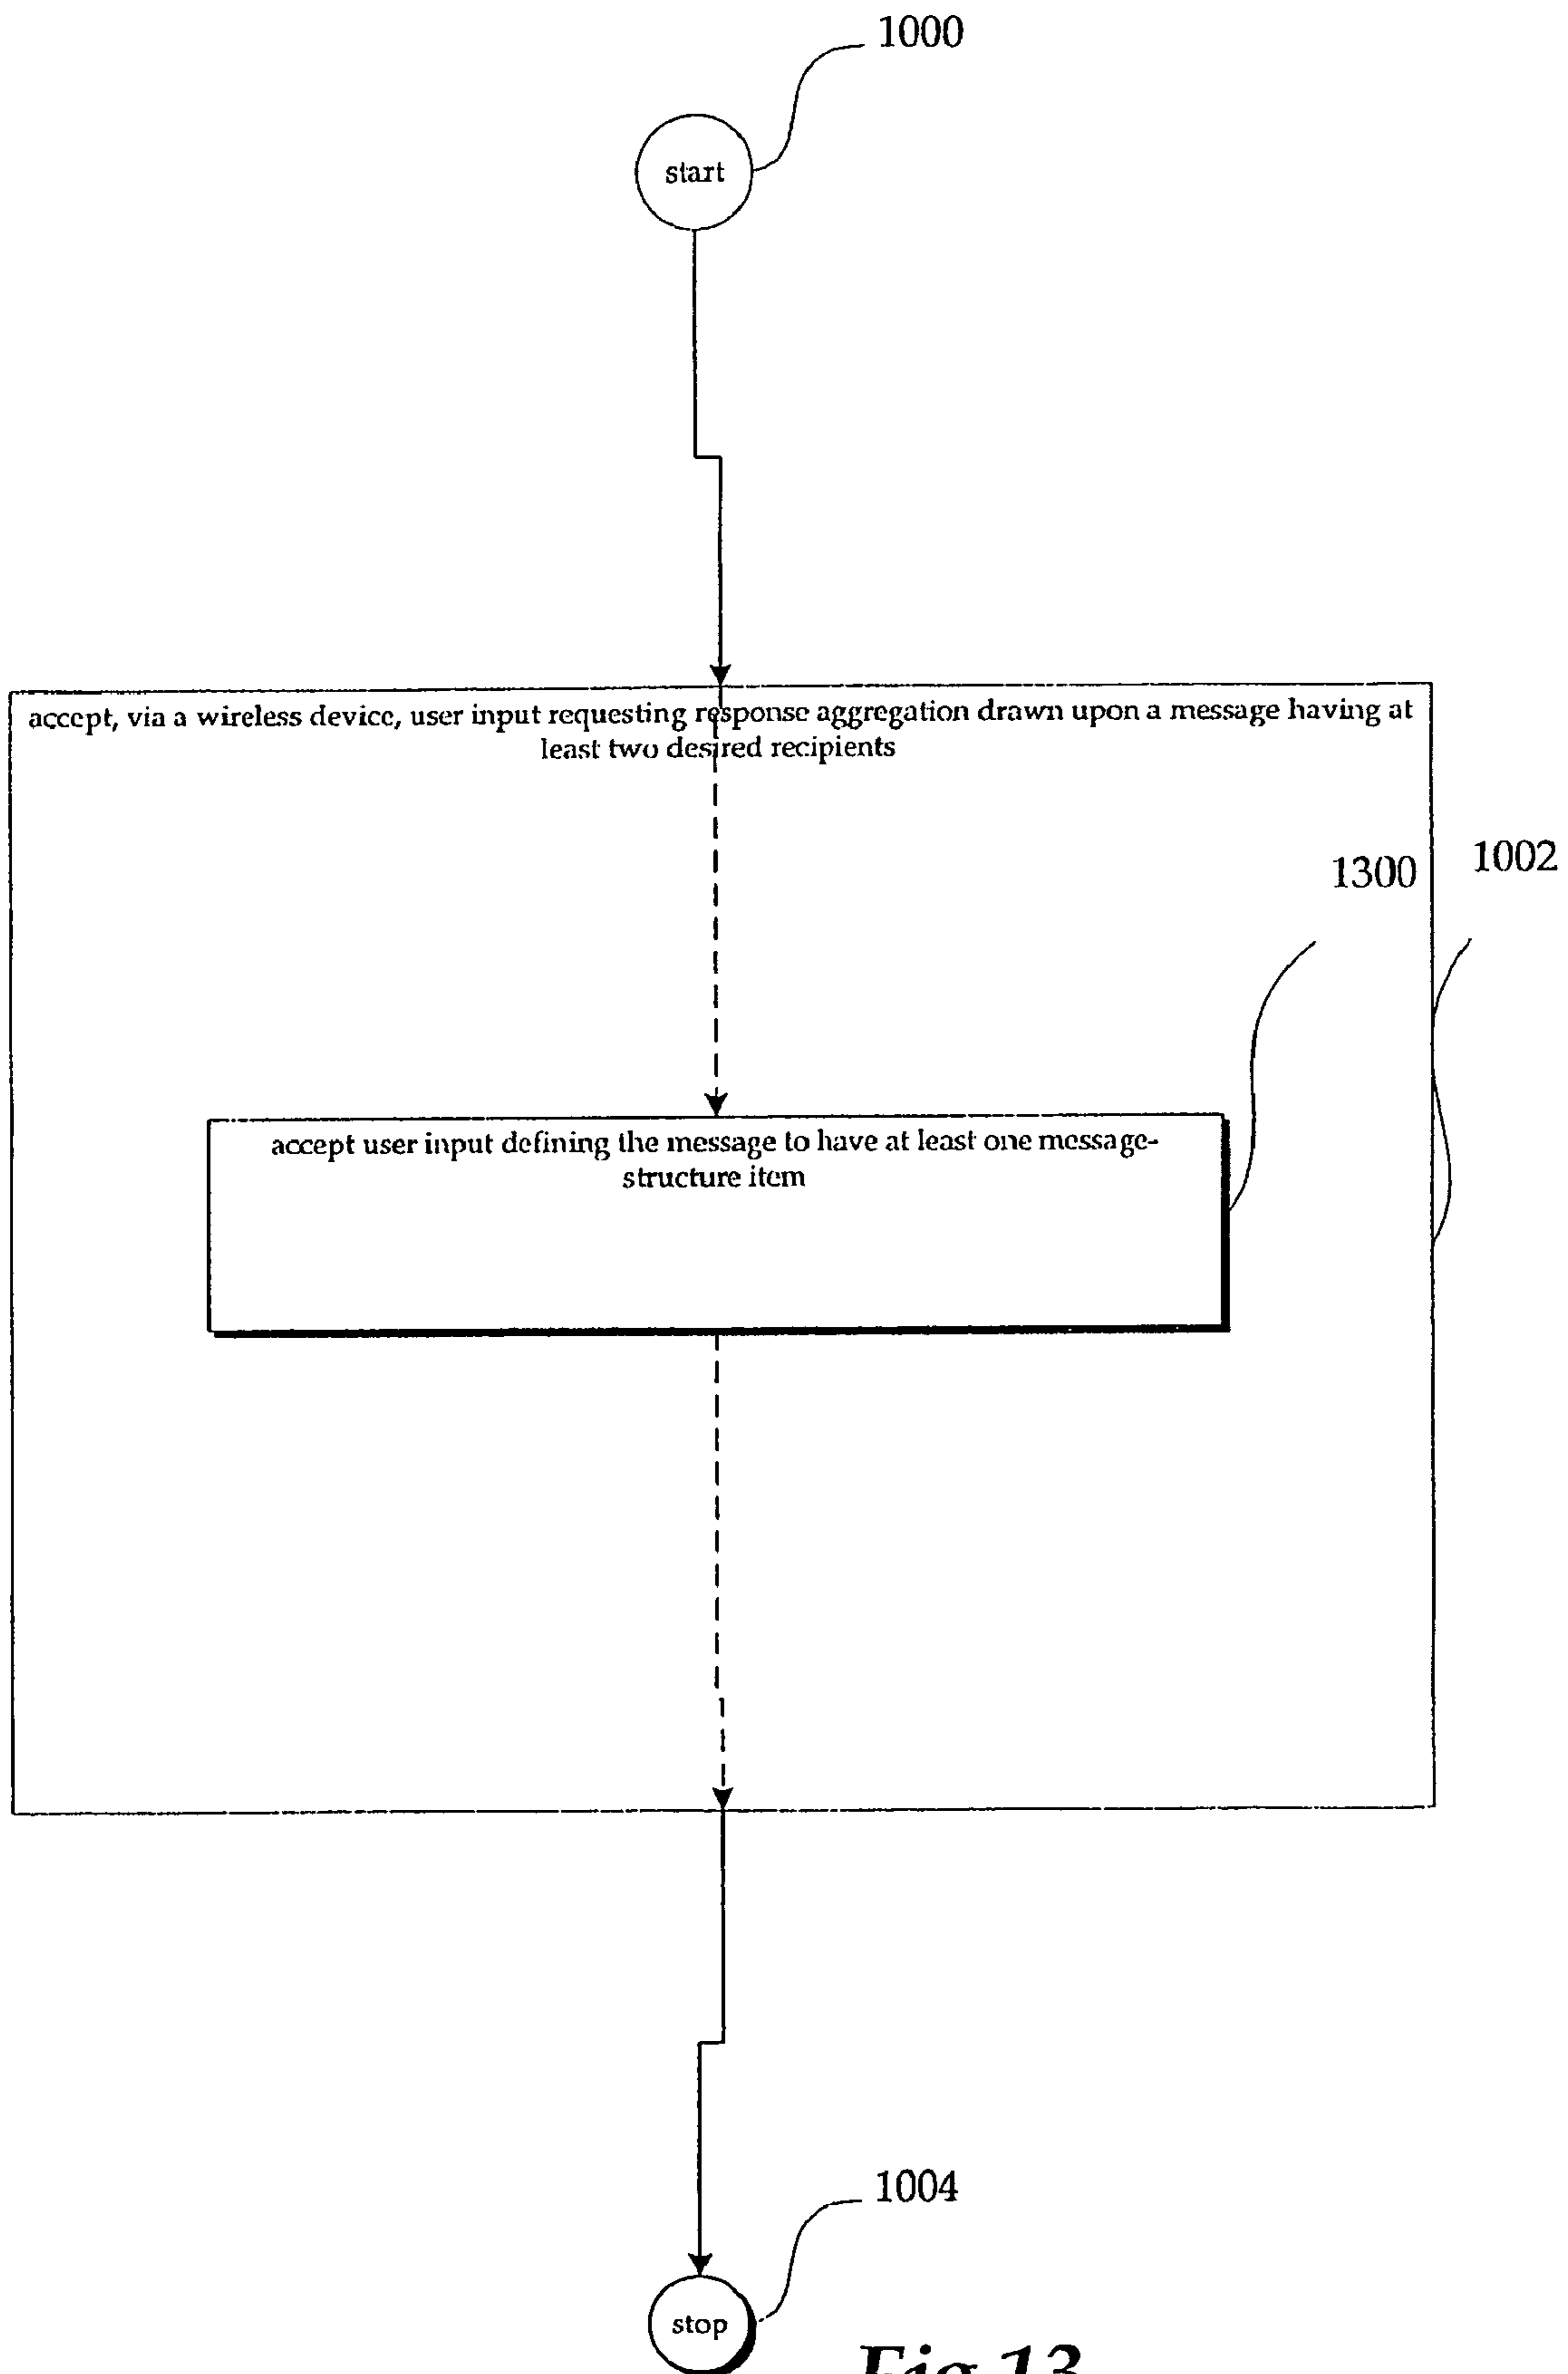 1000
start
accept, via a wireless device, user input requesting response aggregation drawn upon a message having at
least two desired recipients
1300
1002
accept user input defining the message to have at least one message-
structure item
1004
stop
Fig 13